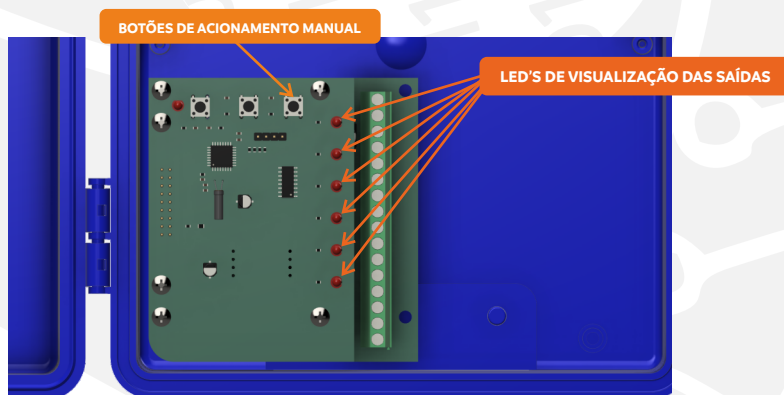 BOTÕES DE ACIONAMENTO MANUAL
LED'S DE VISUALIZAÇÃO DAS SAÍDAS